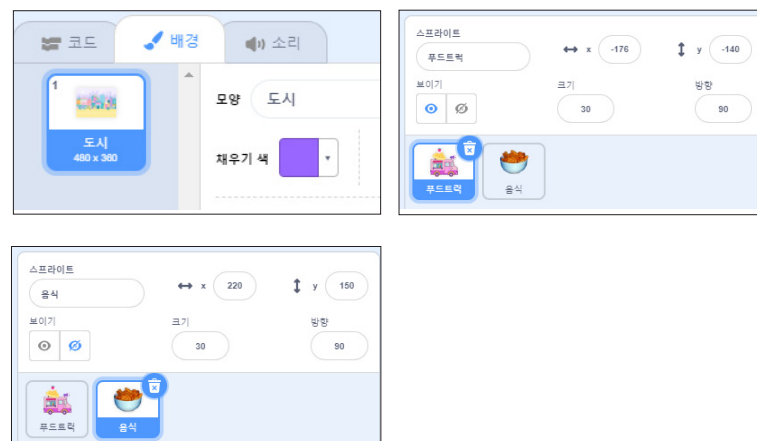 코드 배경 소리
1
도시
480 x 360
모양 도시
채우기 색
스프라이트
푸드트럭 x -176 y -140
보이기 크기 방향
30 90
푸드트럭 음식
스프라이트
음식 x 220 y 150
보이기 크기 방향
30 90
푸드트럭 음식